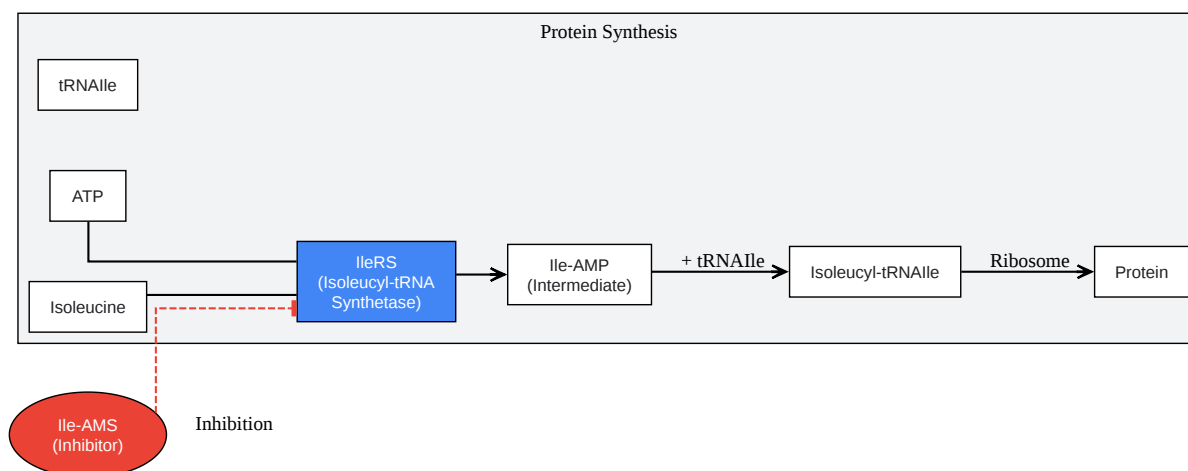 Protein Synthesis
tRNAIle
ATP
Isoleucine
IleRS
(Isoleucyl-tRNA
Synthetase)
Ile-AMP
(Intermediate)
+ tRNAIle
Isoleucyl-tRNAIle
Ribosome
Protein
Ile-AMS
(Inhibitor)
Inhibition